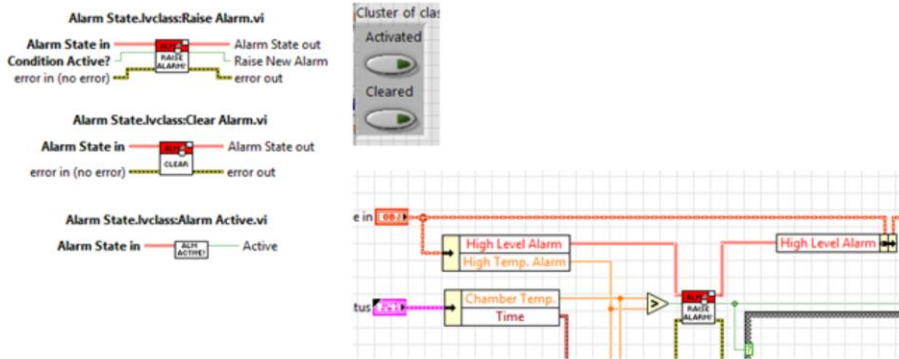 Alarm State.lvclass:Raise Alarm.vi
Alarm State in
Alarm State out
Condition Active?
Raise New Alarm
error in (no error)
error out
RAISE
ALARM!
Alarm State.lvclass:Clear Alarm.vi
Alarm State in
Alarm State out
CLEAR
error in (no error)
error out
Alarm State.lvclass:Alarm Active.vi
Alarm State in
ALM
ACTIVE?
Active
Cluster of clas
Activated
Cleared
e in
High Level Alarm
High Temp. Alarm
High Level Alarm
tus
Chamber Temp.
Time
>
RAISE
ALARM!
?